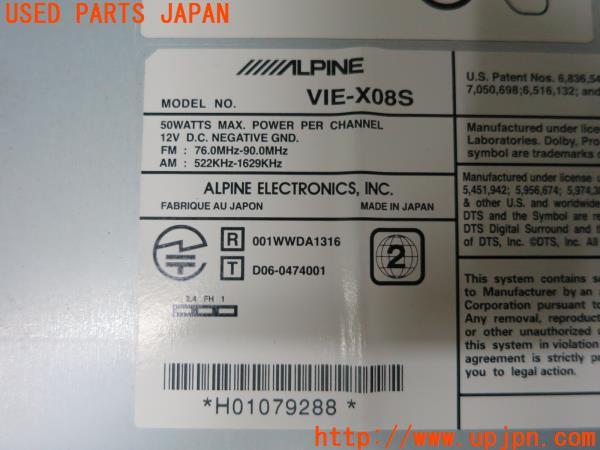 USED PARTS JAPAN
ALPINE
MODEL NO. VIE-X08S
50WATTS MAX. POWER PER CHANNEL
12V D.C. NEGATIVE GND.
FM : 76.0MHz-90.0MHz
AM : 522KHz-1629KHz
ALPINE ELECTRONICS, INC.
FABRIQUE AU JAPON MADE IN JAPAN
R 001WWDA1316
T D06-0474001
2
2.4 FH 1
*H01079288*
U.S. Patent Nos. 6,836,54
7,050,698;6,516,132; and
Manufactured under lice
Laboratories. Dolby, Pro
symbol are trademarks o
Manufactured under license u
5,451,942; 5,956,674; 5,974,38
& other U.S. and worldwide
DTS and the Symbol are re
DTS Digital Surround and t
of DTS, Inc. ©DTS, Inc. All
This system contains s
to Manufacturer by an
Corporation pursuant to
Any removal, reproduct
or other unauthorized u
this system in violation
agreement is strictly p
you to legal action.
http://www.upjpn.com/